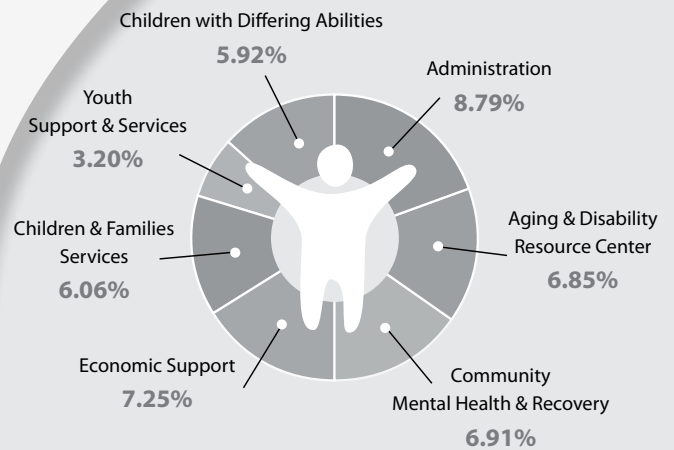 Children with Differing Abilities
5.92%
Administration
8.79%
Youth
Support & Services
3.20%
Aging & Disability
Resource Center
6.85%
Children & Families
Services
6.06%
Economic Support
7.25%
Community
Mental Health & Recovery
6.91%